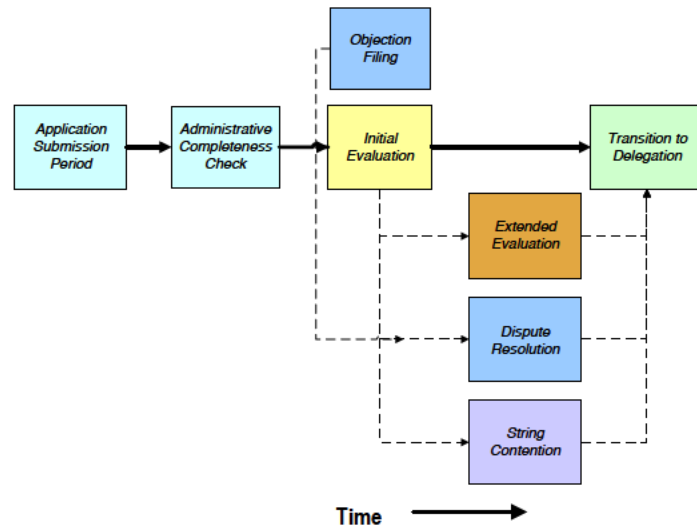 Objection
Filing
Application
Submission
Period
Administrative
Completeness
Check
Initial
Evaluation
Transition to
Delegation
Extended
Evaluation
Dispute
Resolution
String
Contention
Time